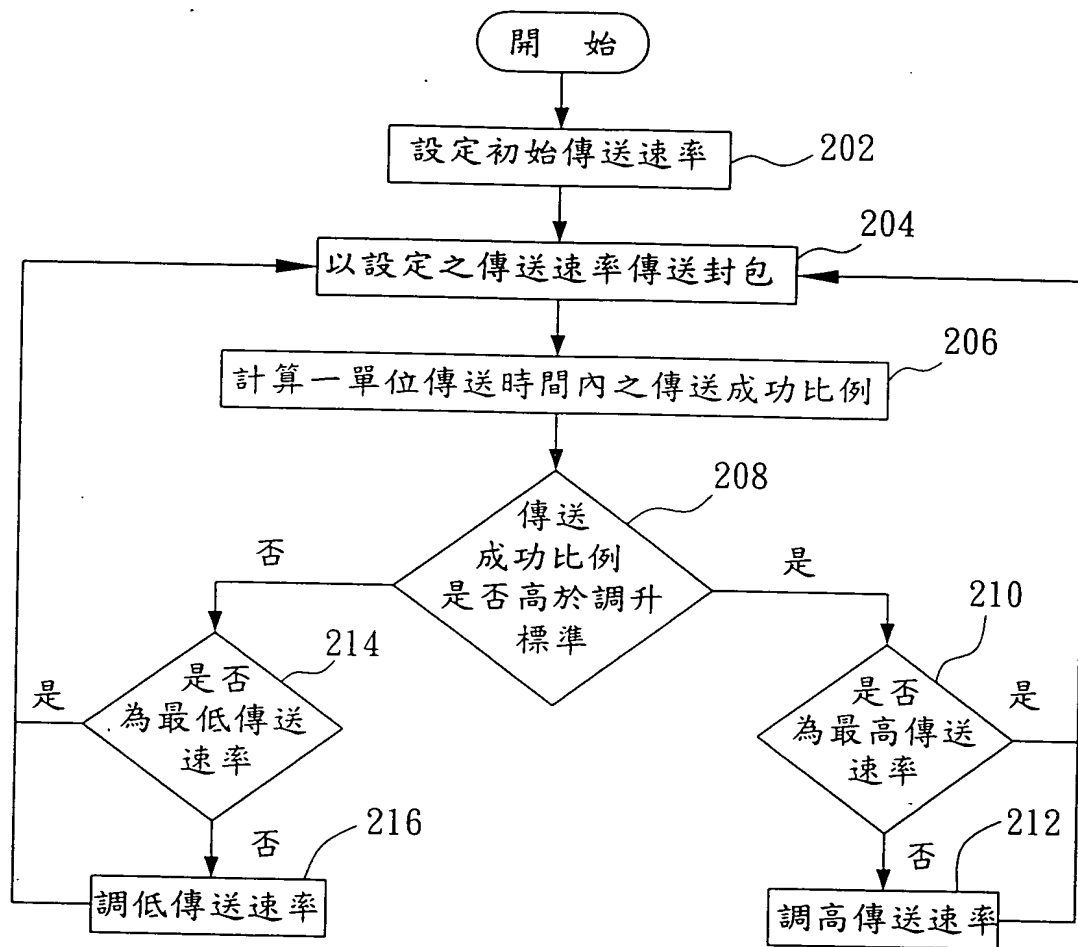 開 始
設定初始傳送速率
202
以設定之傳送速率傳送封包
204
計算一單位傳送時間內之傳送成功比例
206
傳送
成功比例
是否高於調升
標準
208
否
是
是否
為最低傳送
速率
214
是
否
調低傳送速率
216
是否
為最高傳送
速率
210
是
否
調高傳送速率
212